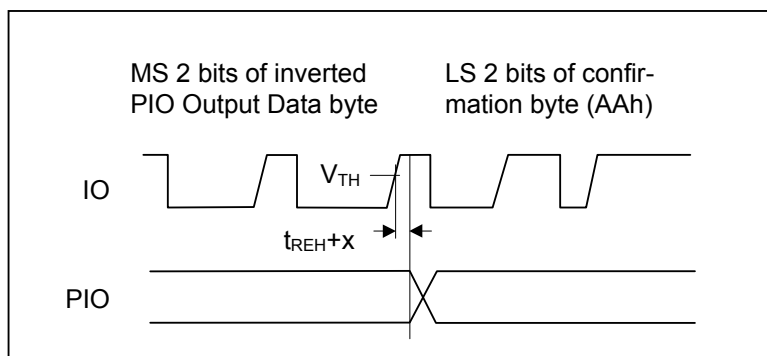 MS 2 bits of inverted
PIO Output Data byte
LS 2 bits of confir-
mation byte (AAh)
IO
VTH
tREH+x
PIO